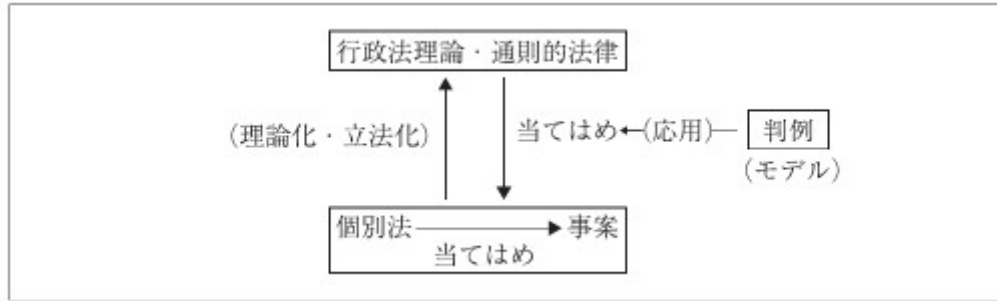 行政法理論・通則的法律
(理論化・立法化)
当てはめ
(応用)
判例
(モデル)
個別法
事案
当てはめ